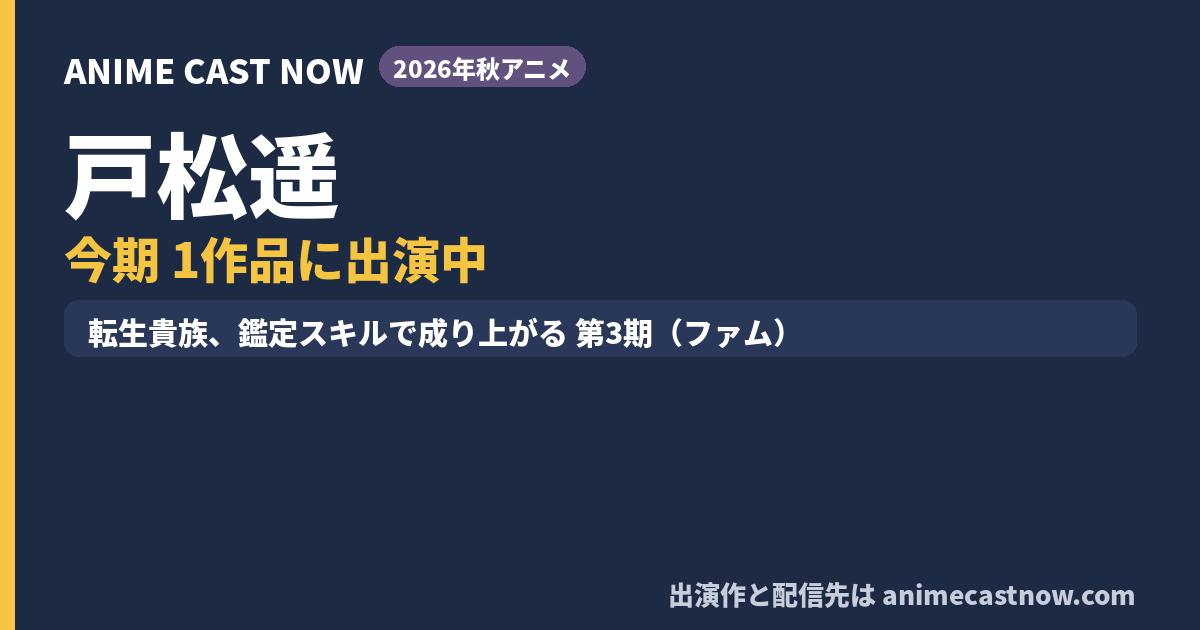 ANIME CAST NOW 2026年秋アニメ
戸松遥
今期 1作品に出演中
転生貴族、鑑定スキルで成り上がる 第3期（ファム）
出演作と配信先は animecastnow.com